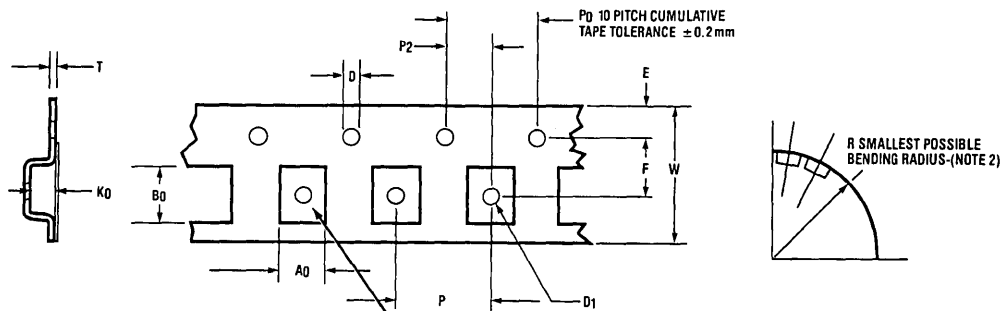 P0 10 PITCH CUMULATIVE
TAPE TOLERANCE ±0.2mm
P2
T
D
E
R SMALLEST POSSIBLE
BENDING RADIUS-(NOTE 2)
F
W
K0
B0
A0
P
D1